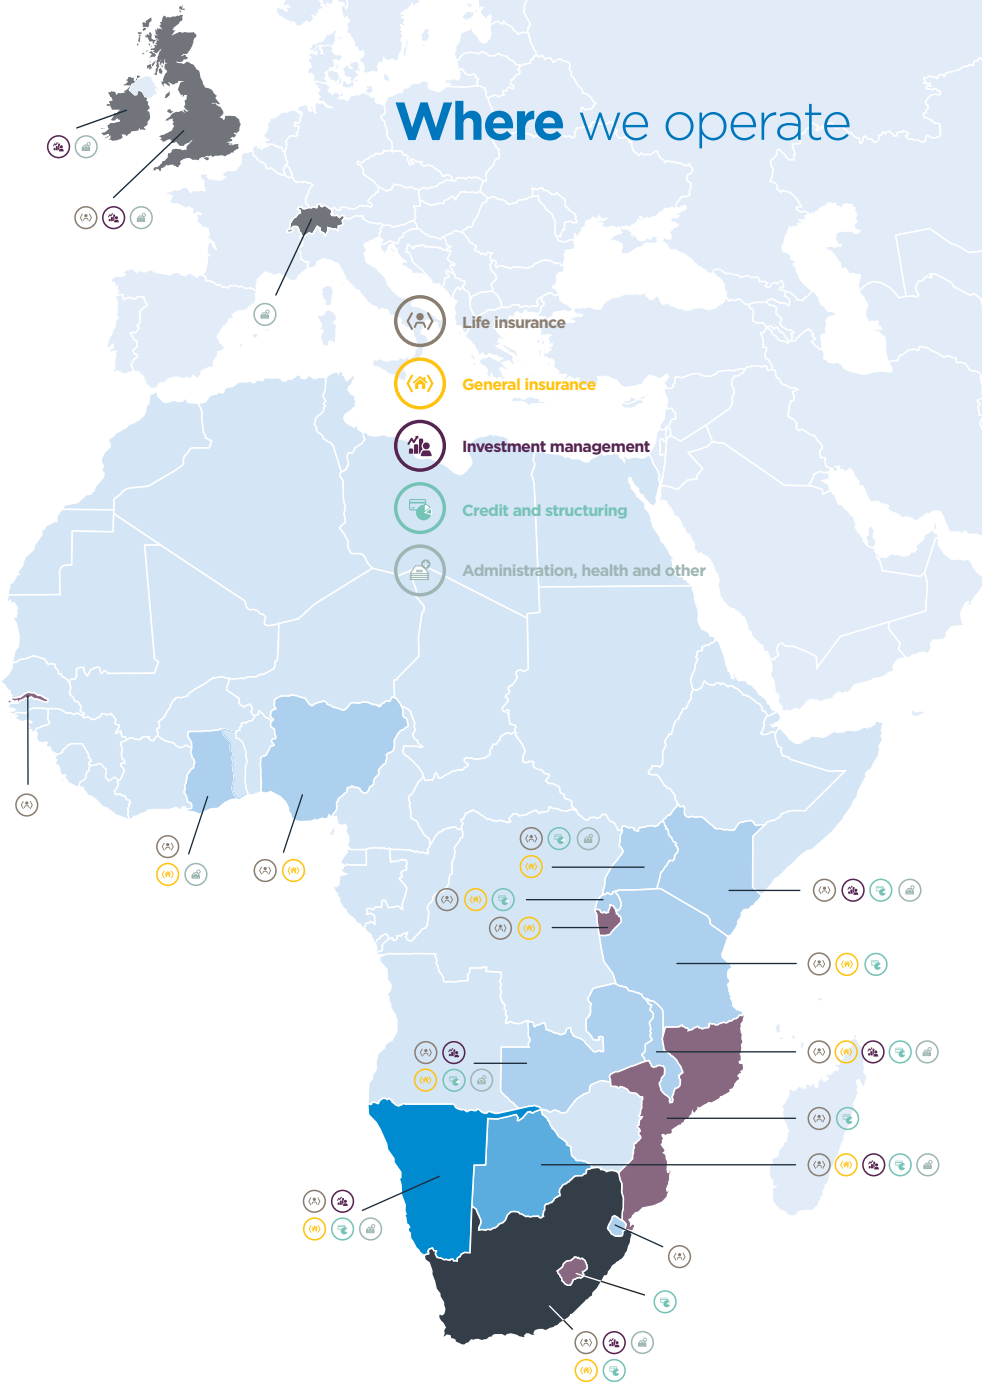 Where we operate
Life insurance
General insurance
Investment management
Credit and structuring
Administration, health and other